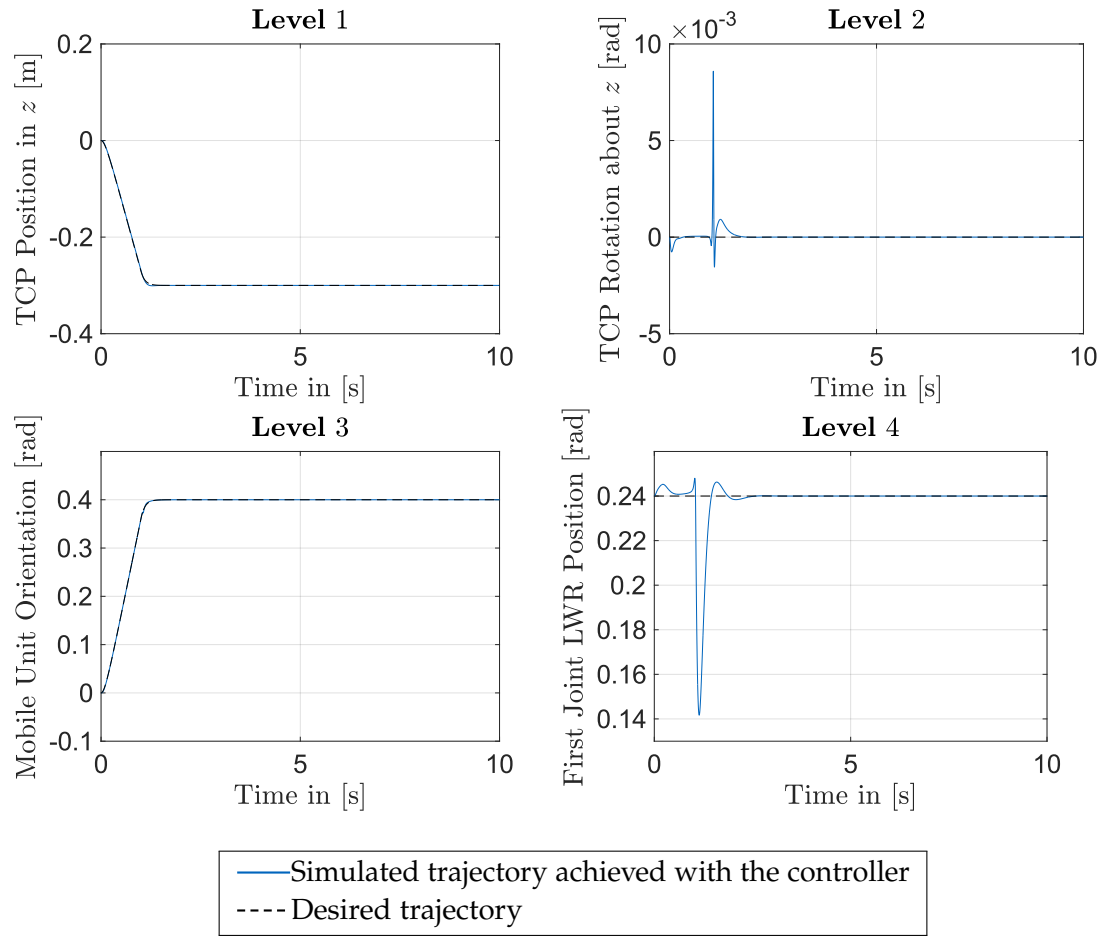 Level 1
TCP Position in z [m]
0.2
0
-0.2
-0.4
0
5
10
Time in [s]
Level 2
×10-3
TCP Rotation about z [rad]
10
5
0
-5
0
5
10
Time in [s]
Level 3
Mobile Unit Orientation [rad]
0.4
0.3
0.2
0.1
0
-0.1
0
5
10
Time in [s]
Level 4
First Joint LWR Position [rad]
0.24
0.22
0.2
0.18
0.16
0.14
0
5
10
Time in [s]
Simulated trajectory achieved with the controller
Desired trajectory